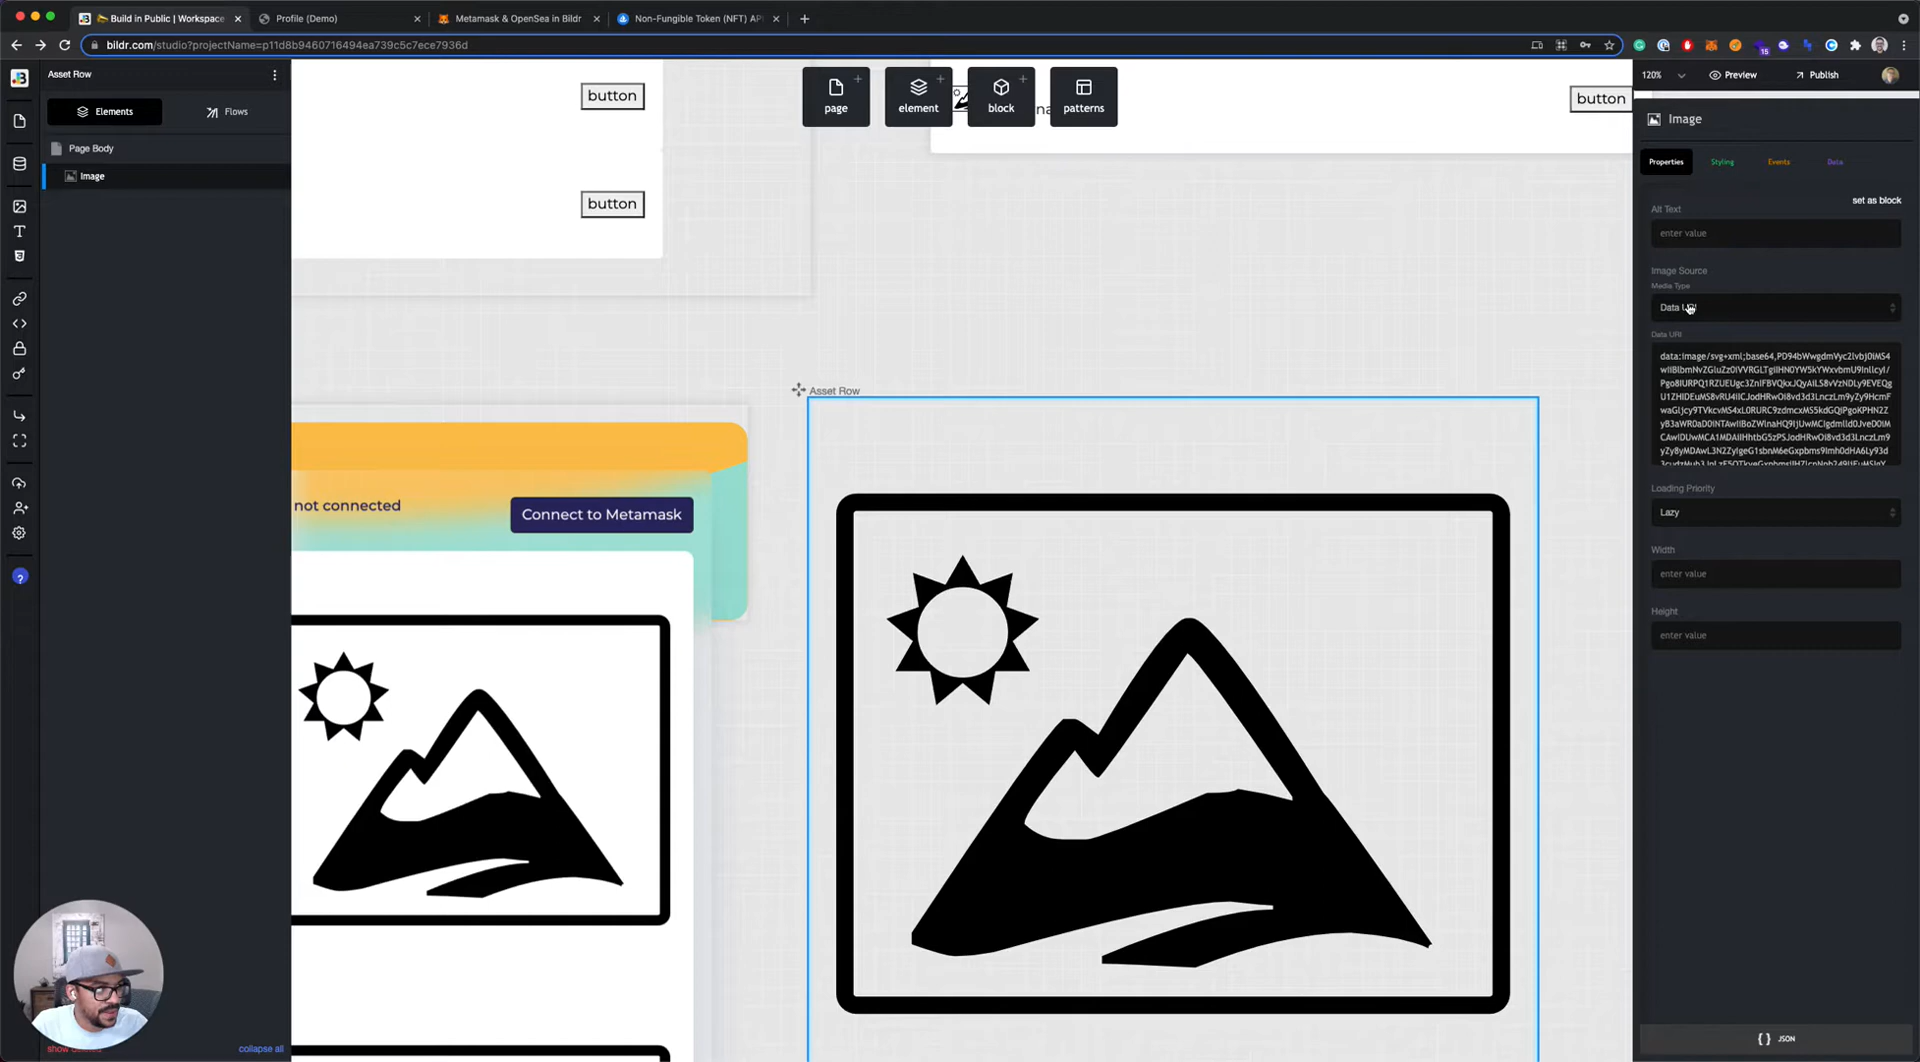 Build in Public | Workspace
Profile (Demo)
Metamask & OpenSea in Bildr
Non-Fungible Token (NFT) AP
bildr.com/studio?projectName=p11d8b9460716494ea739c5c7ece7936d
15
Asset Row
Elements
Flows
Page Body
Image
collapse all
?
button
button
page
element
block
patterns
button
not connected
Connect to Metamask
Asset Row
120%
Preview
Publish
Image
Properties
Styling
Events
Data
set as block
Alt Text
enter value
Image Source
Media Type
Data
Data URI
Loading Priority
Lazy
Width
enter value
Height
enter value
{ } JSON